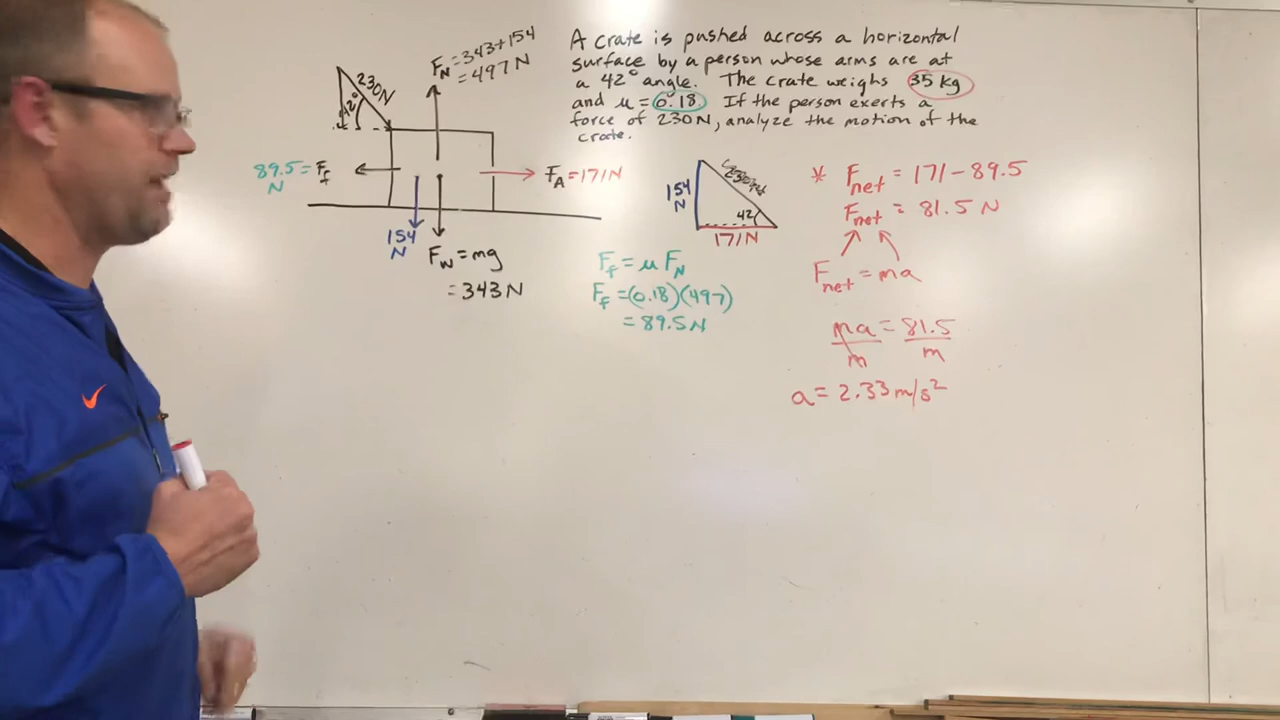 A crate is pushed across a horizontal
surface by a person whose arms are at
a 42° angle. The crate weighs 35 kg
and μ = 0.18. If the person exerts a
force of 230N, analyze the motion of the
crate.
F_N = 343+154
= 497 N
230N
42°
89.5 = F_f
N
F_A = 171N
154
N
F_W = mg
= 343 N
154
N
42
171N
F_f = μ F_N
F_f = (0.18)(497)
= 89.5 N
* F_net = 171 - 89.5
F_net = 81.5 N
F_net = ma
ma = 81.5
m m
a = 2.33 m/s²